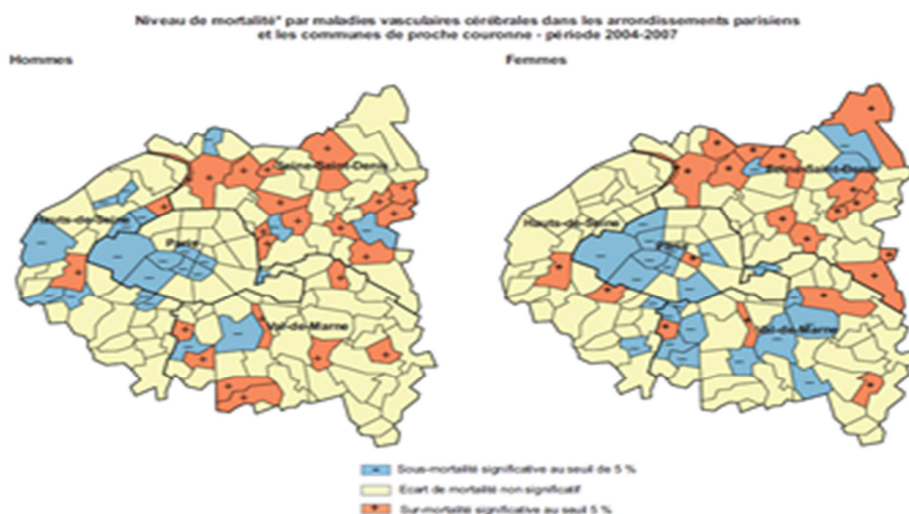 Niveau de mortalité* par maladies vasculaires cérébrales dans les arrondissements parisiens
et les communes de proche couronne - période 2004-2007
Hommes
Femmes
Seine-Saint-Denis
Seine-Saint-Denis
Hauts-de-Seine
Hauts-de-Seine
Paris
Paris
Val-de-Marne
Val-de-Marne
Sous-mortalité significative au seuil de 5 %
Ecart de mortalité non significatif
Sur-mortalité significative au seuil 5 %